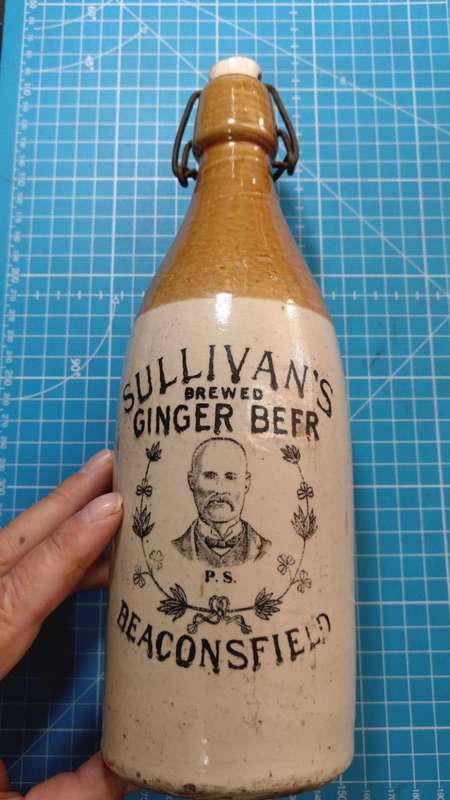 SULLIVAN'S
BREWED
GINGER BEER
P.S.
BEACONSFIELD